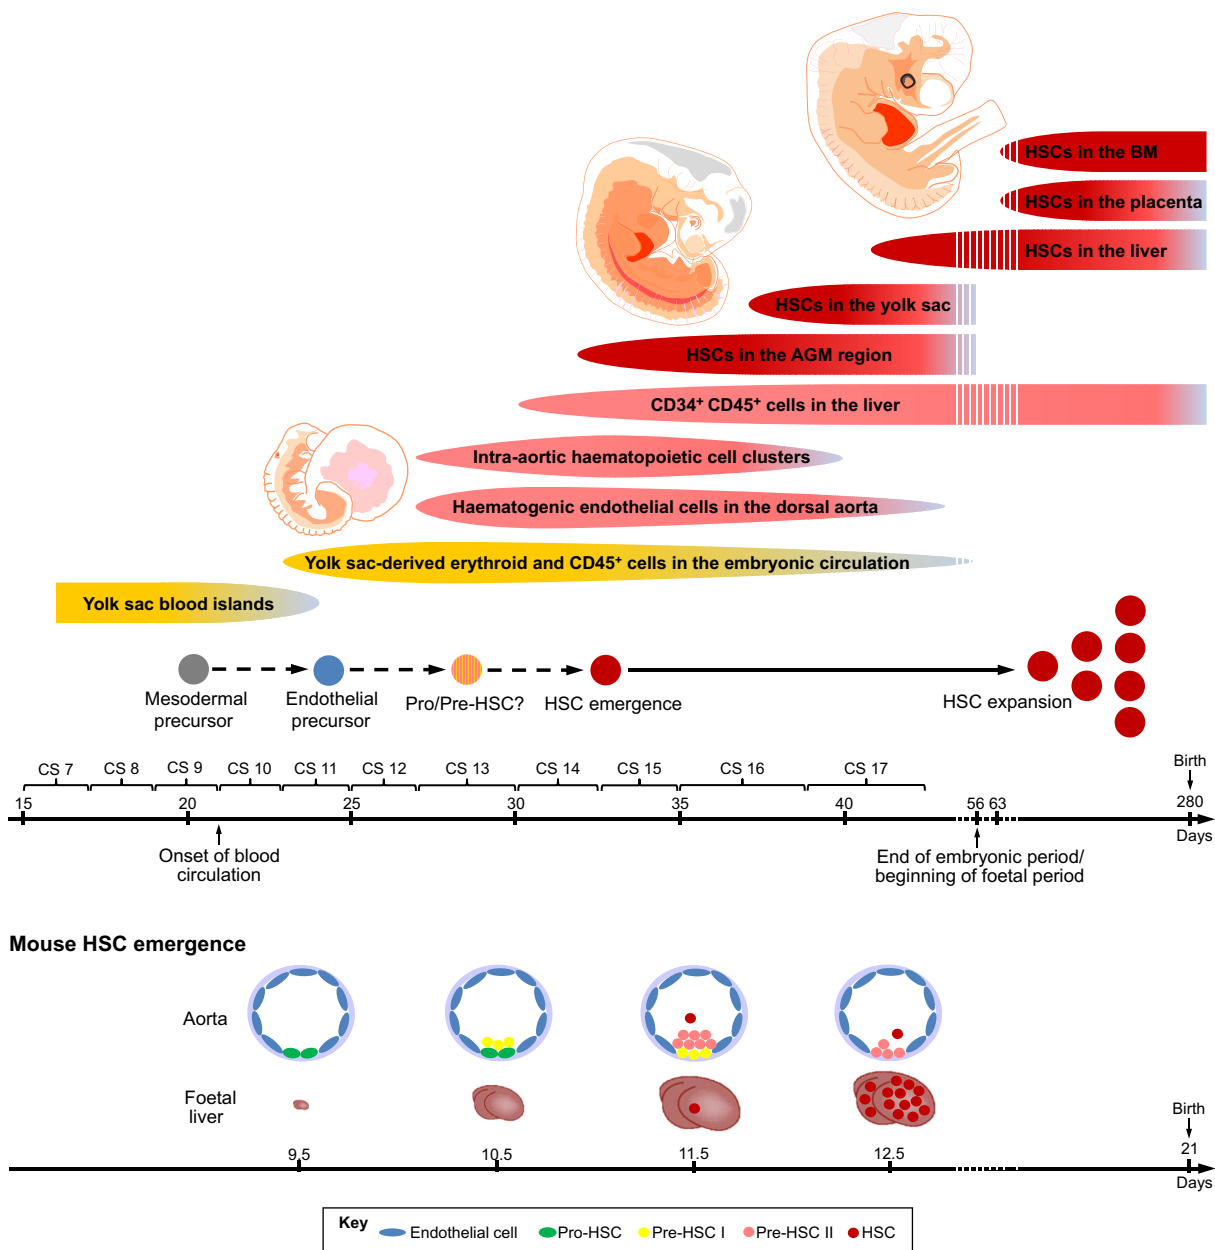 HSCs in the BM
HSCs in the placenta
HSCs in the liver
HSCs in the yolk sac
HSCs in the AGM region
CD34⁺ CD45⁺ cells in the liver
Intra-aortic haematopoietic cell clusters
Haematogenic endothelial cells in the dorsal aorta
Yolk sac-derived erythroid and CD45⁺ cells in the embryonic circulation
Yolk sac blood islands
Mesodermal
precursor
Endothelial
precursor
Pro/Pre-HSC?
HSC emergence
HSC expansion
CS 7
CS 8
CS 9
CS 10
CS 11
CS 12
CS 13
CS 14
CS 15
CS 16
CS 17
Birth
15
20
25
30
35
40
56
63
280
Days
Onset of blood
circulation
End of embryonic period/
beginning of foetal period
Mouse HSC emergence
Aorta
Foetal
liver
Birth
9.5
10.5
11.5
12.5
21
Days
Key
Endothelial cell
Pro-HSC
Pre-HSC I
Pre-HSC II
HSC